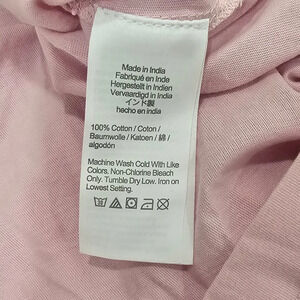 Made in India
Fabriqué en Inde
Hergestellt in Indien
Vervaardigd in India
インド製
hecho en indio
100% Cotton / Coton /
Baumwolle / Katoen / 綿 /
algodón
Machine Wash Cold With Like
Colors. Non-Chlorine Bleach
Only. Tumble Dry Low. Iron on
Lowest Setting.